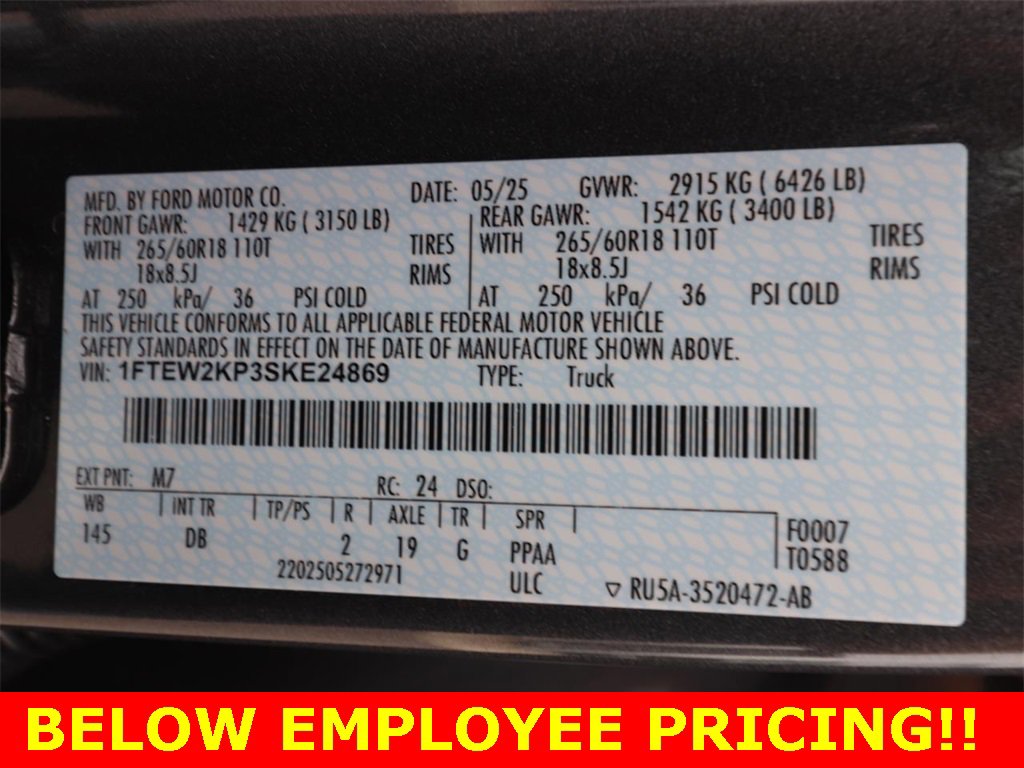 MFD. BY FORD MOTOR CO. DATE: 05/25 GVWR: 2915 KG ( 6426 LB)
FRONT GAWR: 1429 KG ( 3150 LB) REAR GAWR: 1542 KG ( 3400 LB)
WITH 265/60R18 110T TIRES WITH 265/60R18 110T TIRES
18x8.5J RIMS 18x8.5J RIMS
AT 250 kPa/ 36 PSI COLD AT 250 kPa/ 36 PSI COLD
THIS VEHICLE CONFORMS TO ALL APPLICABLE FEDERAL MOTOR VEHICLE
SAFETY STANDARDS IN EFFECT ON THE DATE OF MANUFACTURE SHOWN ABOVE.
VIN: 1FTEW2KP3SKE24869 TYPE: Truck
EXT PNT: M7 RC: 24 DSO:
WB INT TR TP/PS R AXLE TR SPR F0007
145 DB 2 19 G PPAA T0588
2202505272971 ULC ▽ RU5A-3520472-AB
BELOW EMPLOYEE PRICING!!